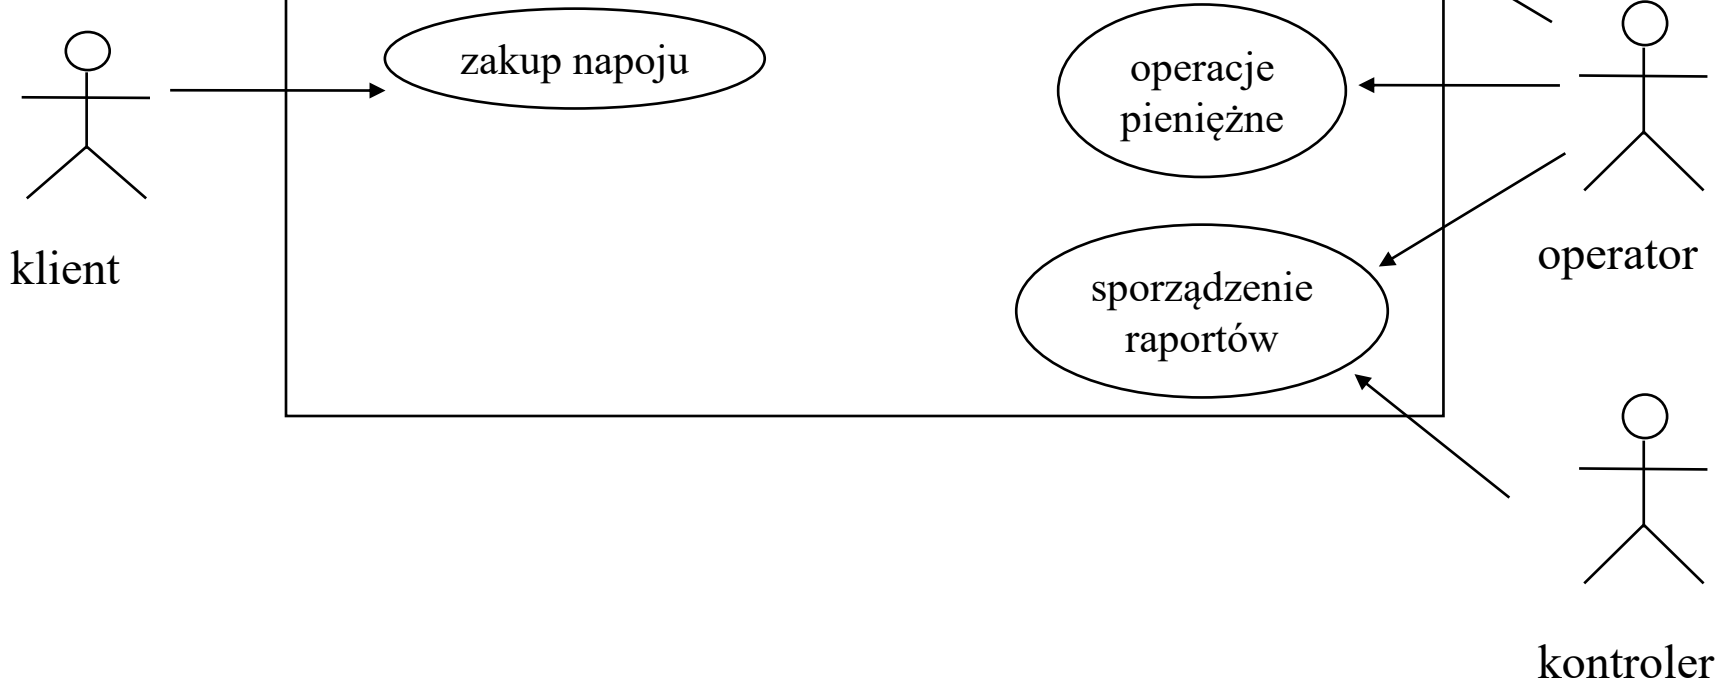 zakup napoju
operacje
pieniężne
klient
operator
sporządzenie
raportów
kontroler